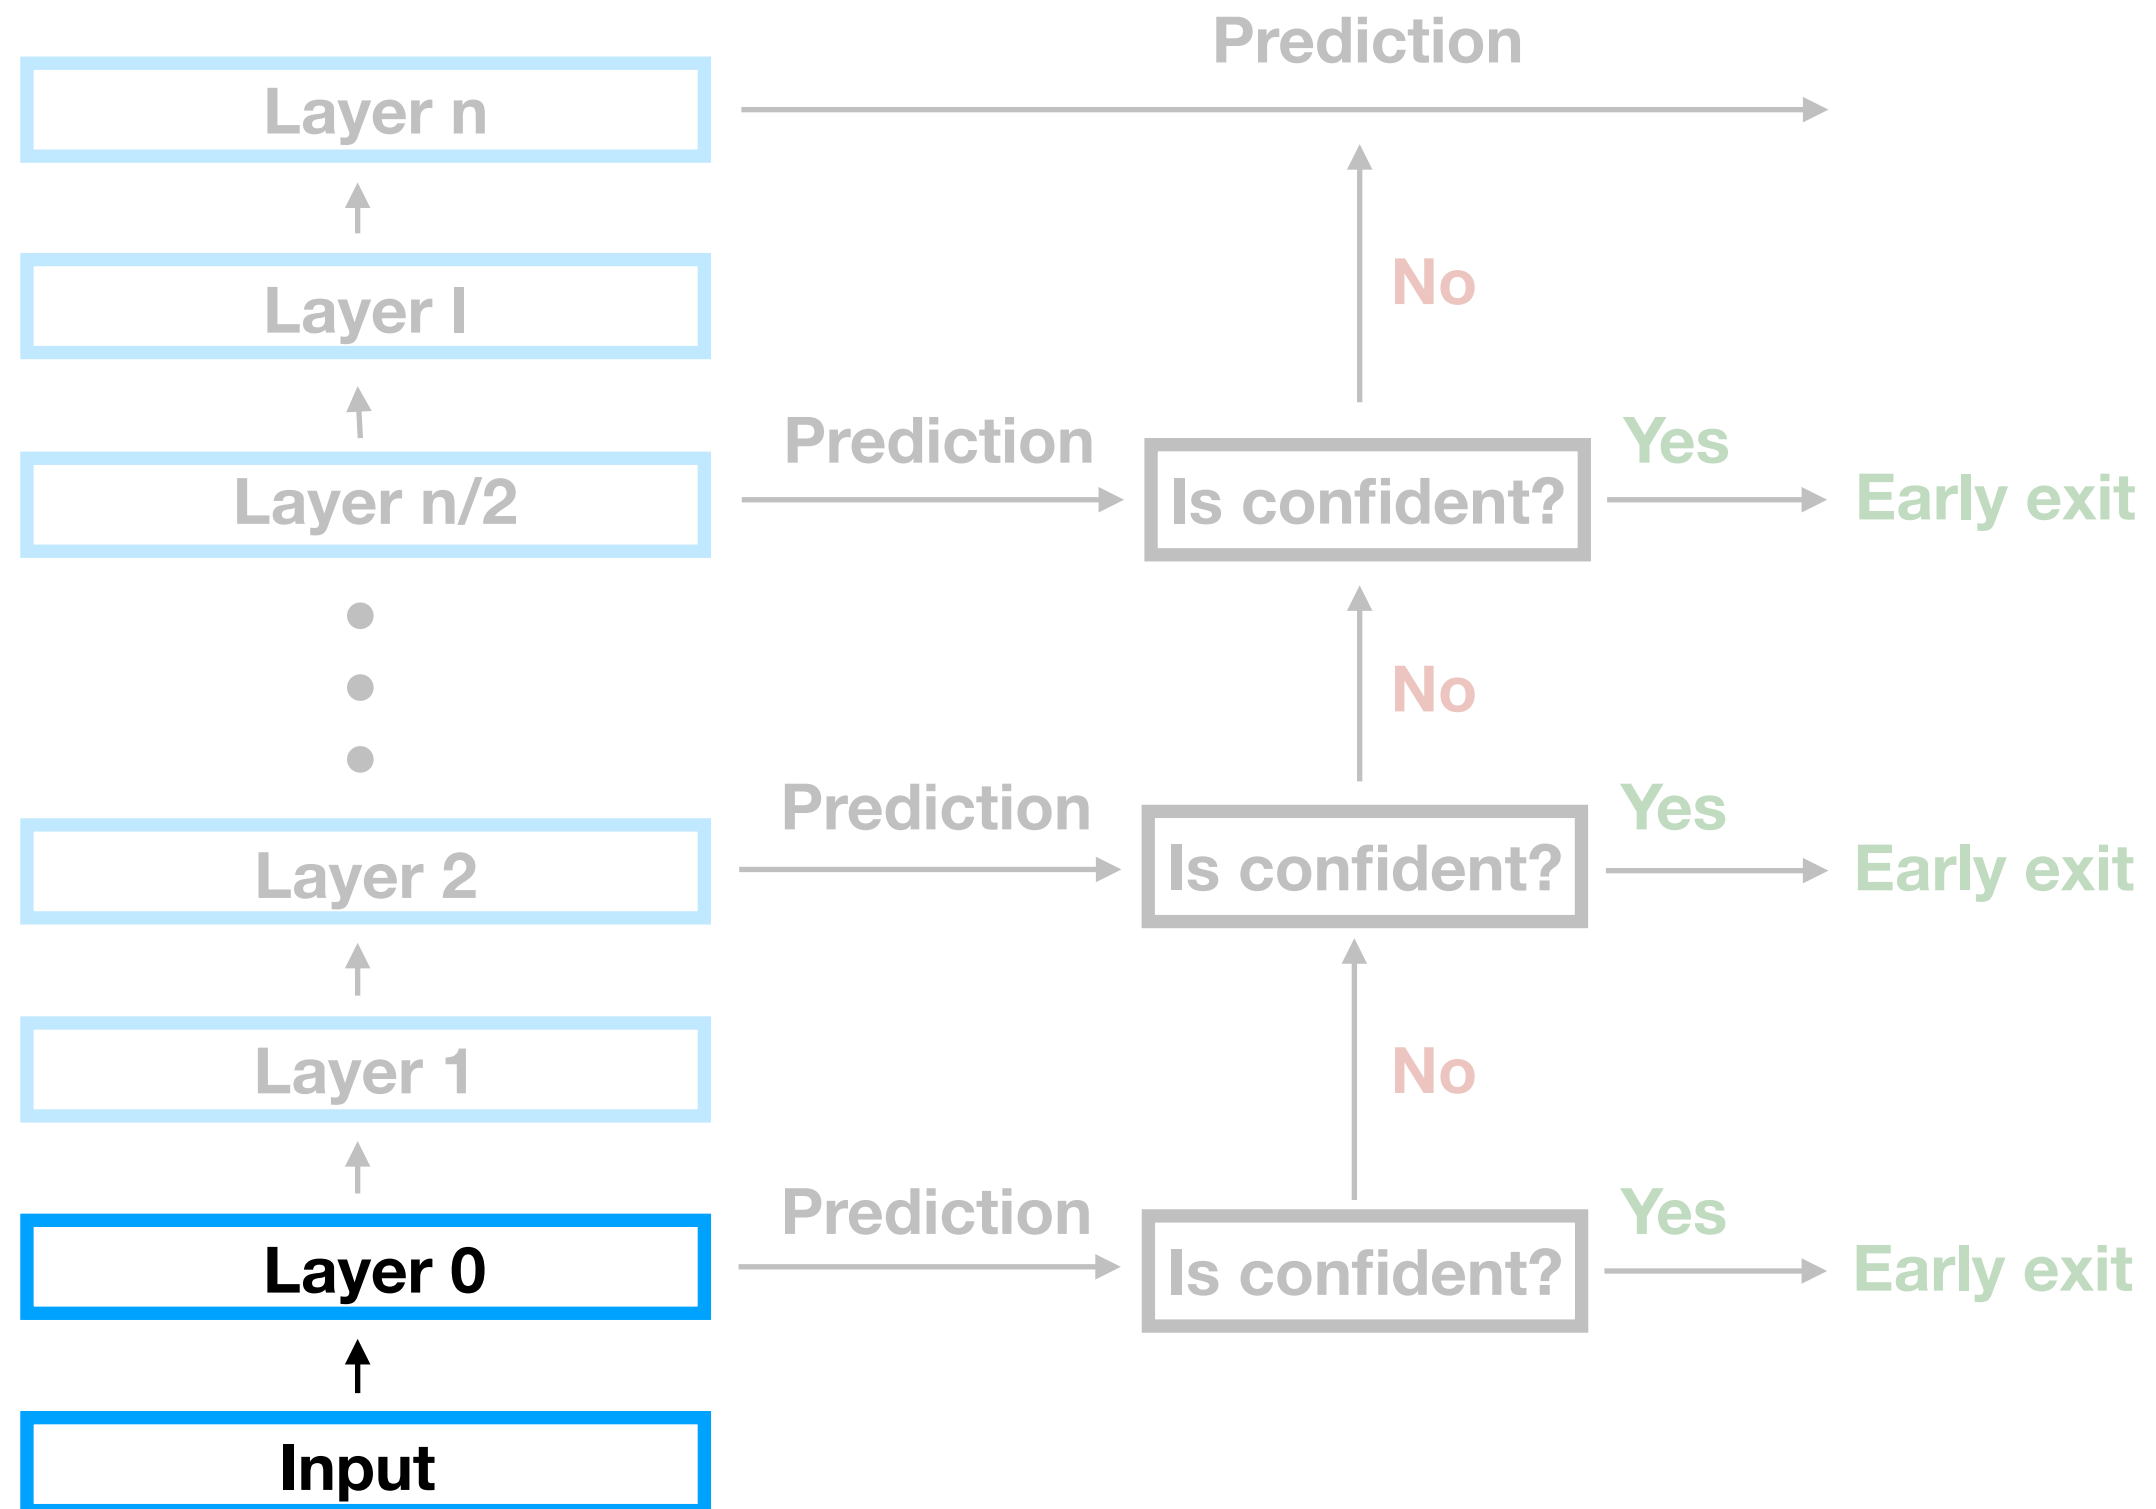 Prediction
Layer n
No
Layer l
Prediction
Yes
Layer n/2
Is confident?
Early exit
No
Prediction
Yes
Layer 2
Is confident?
Early exit
No
Layer 1
Prediction
Yes
Layer 0
Is confident?
Early exit
Input